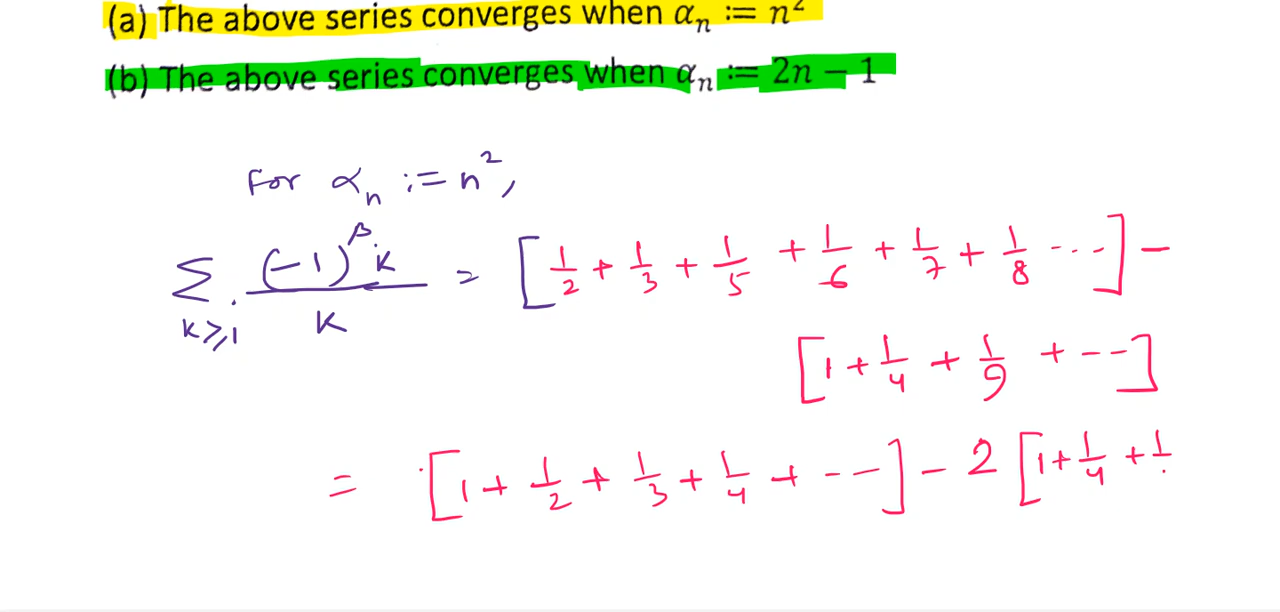 (a) The above series converges when αₙ := n²
(b) The above series converges when αₙ := 2n − 1
For αₙ := n²,
∑_{k≥1} (-1)^{βₖ} / k = [1/2 + 1/3 + 1/5 + 1/6 + 1/7 + 1/8 ---] −
[1 + 1/4 + 1/9 + --]
= [1 + 1/2 + 1/3 + 1/4 + ---] − 2 [1 + 1/4 + 1/